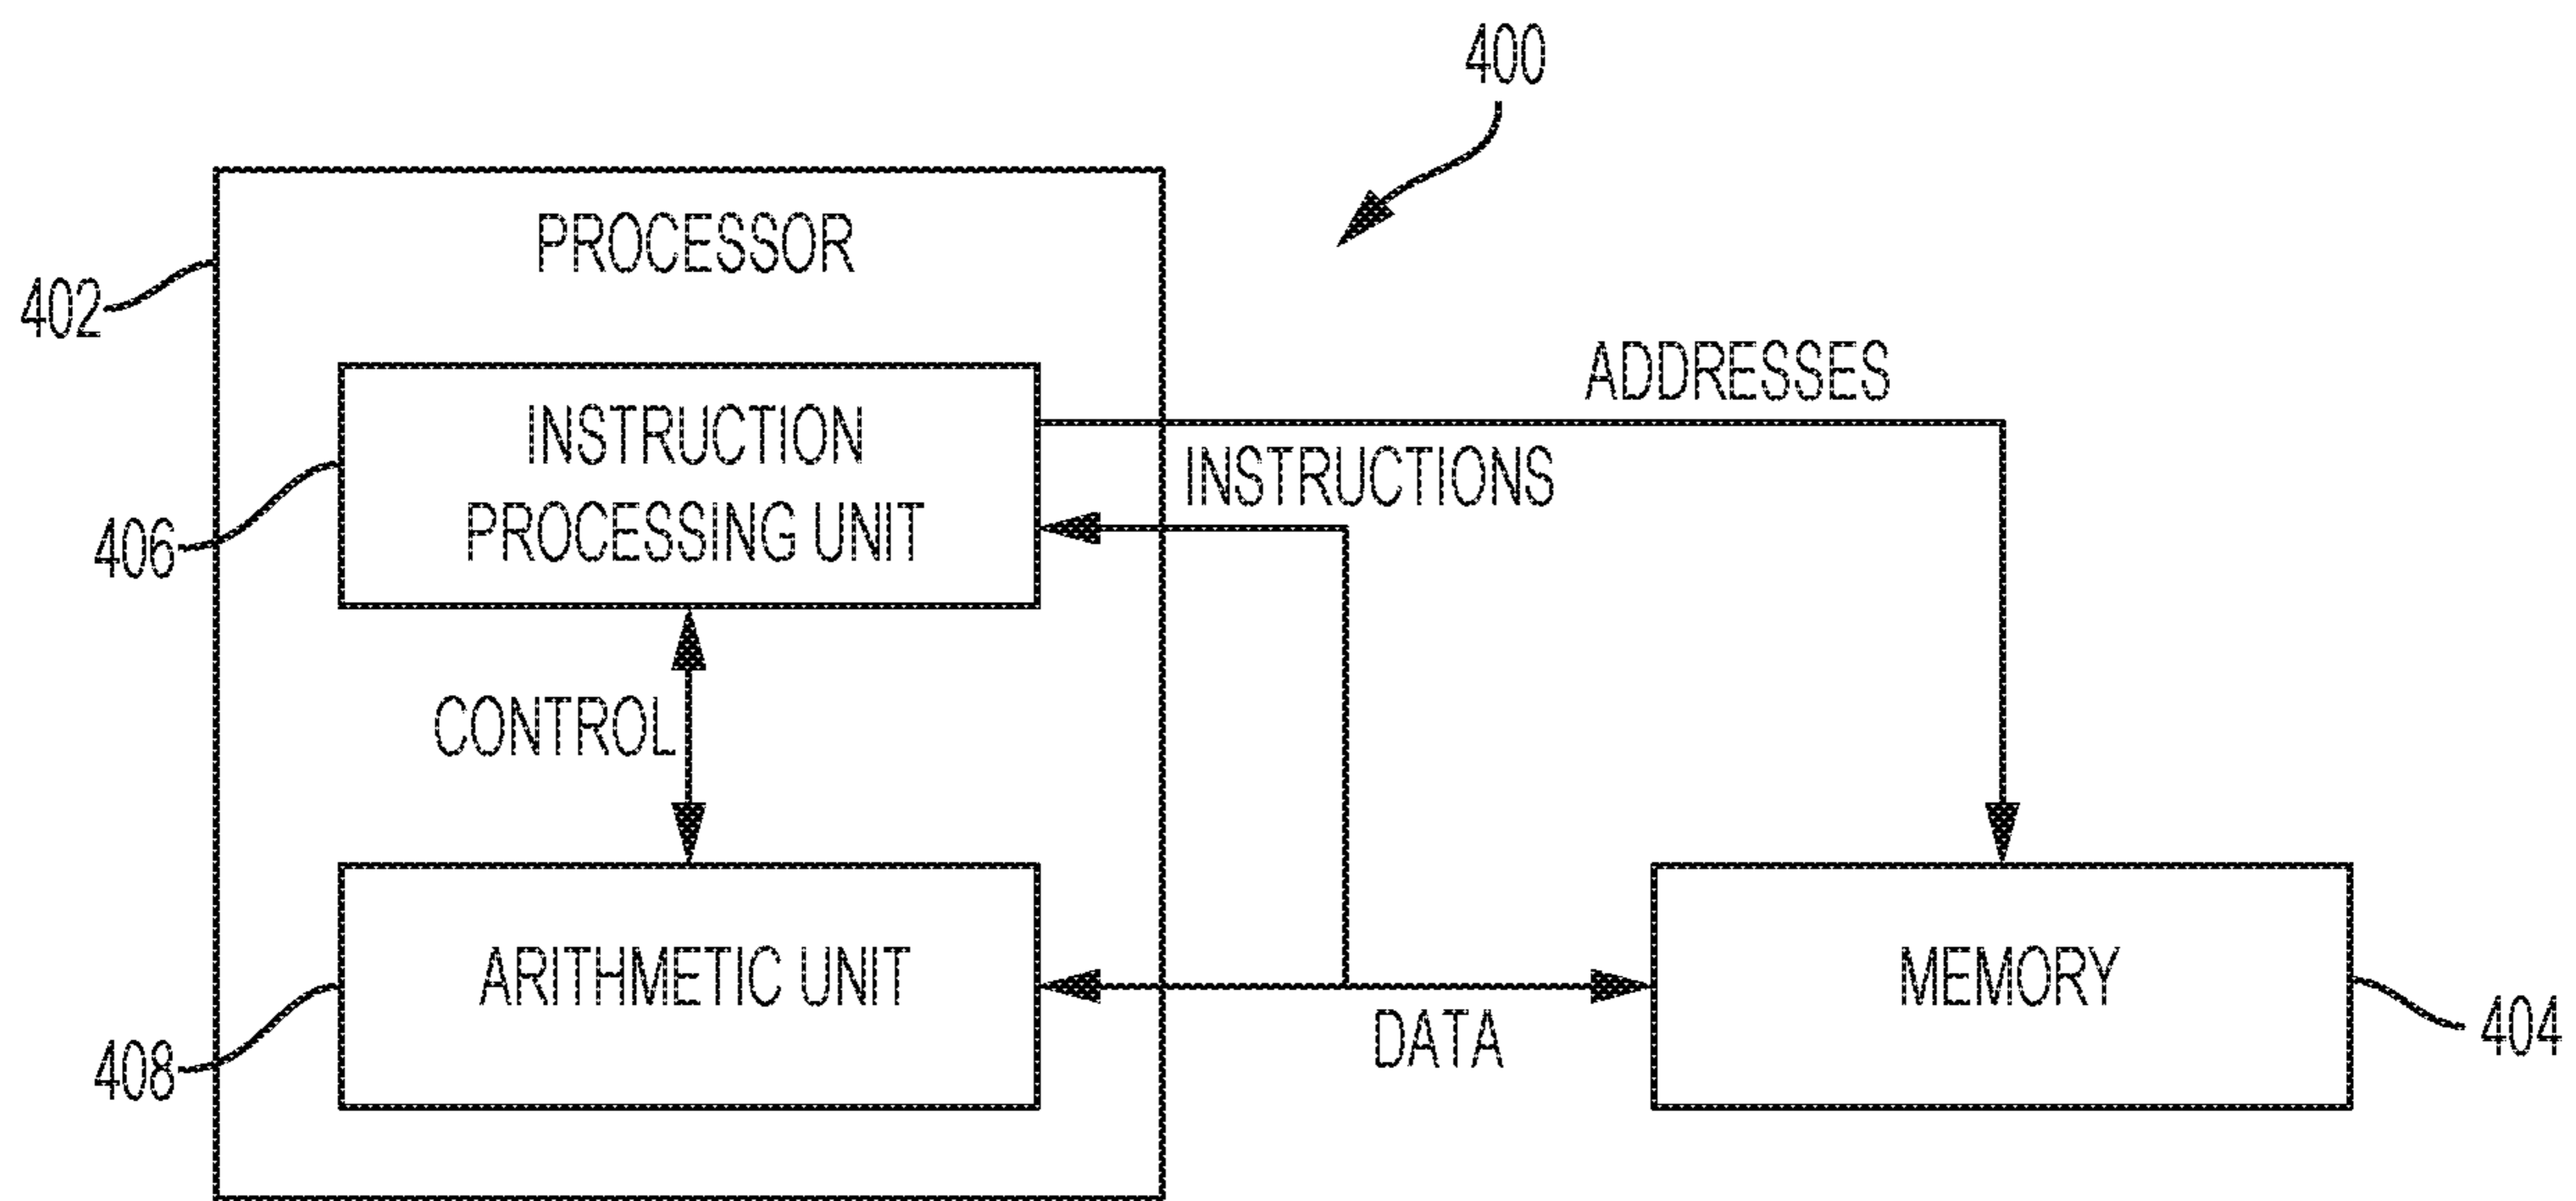 400
PROCESSOR
402
ADDRESSES
INSTRUCTION
PROCESSING UNIT
INSTRUCTIONS
406
CONTROL
ARITHMETIC UNIT
MEMORY
DATA
404
408